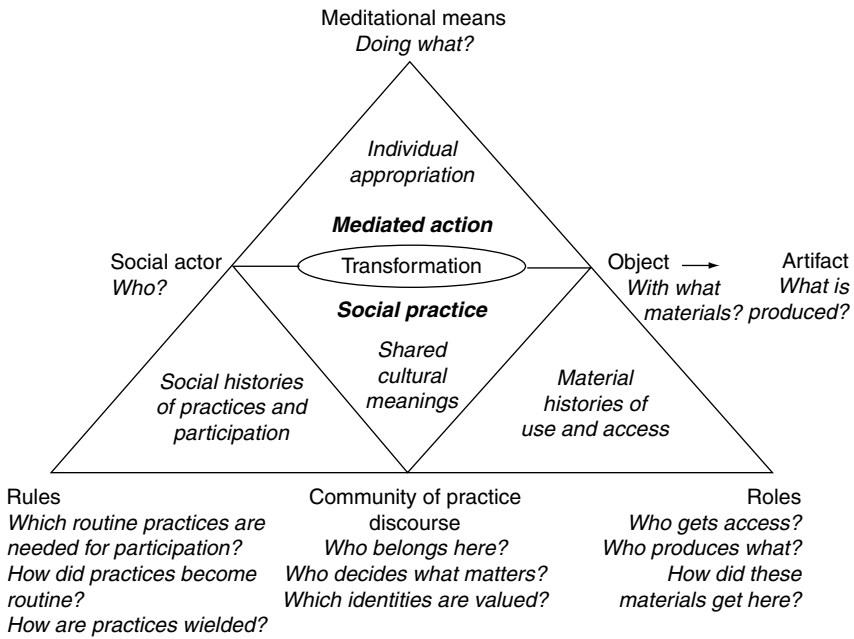 Meditational means
Doing what?
Individual
appropriation
Mediated action
Social actor
Who?
Transformation
Object
With what
materials?
Artifact
What is
produced?
Social practice
Shared
cultural
meanings
Social histories
of practices and
participation
Material
histories of
use and access
Rules
Which routine practices are
needed for participation?
How did practices become
routine?
How are practices wielded?
Community of practice
discourse
Who belongs here?
Who decides what matters?
Which identities are valued?
Roles
Who gets access?
Who produces what?
How did these
materials get here?